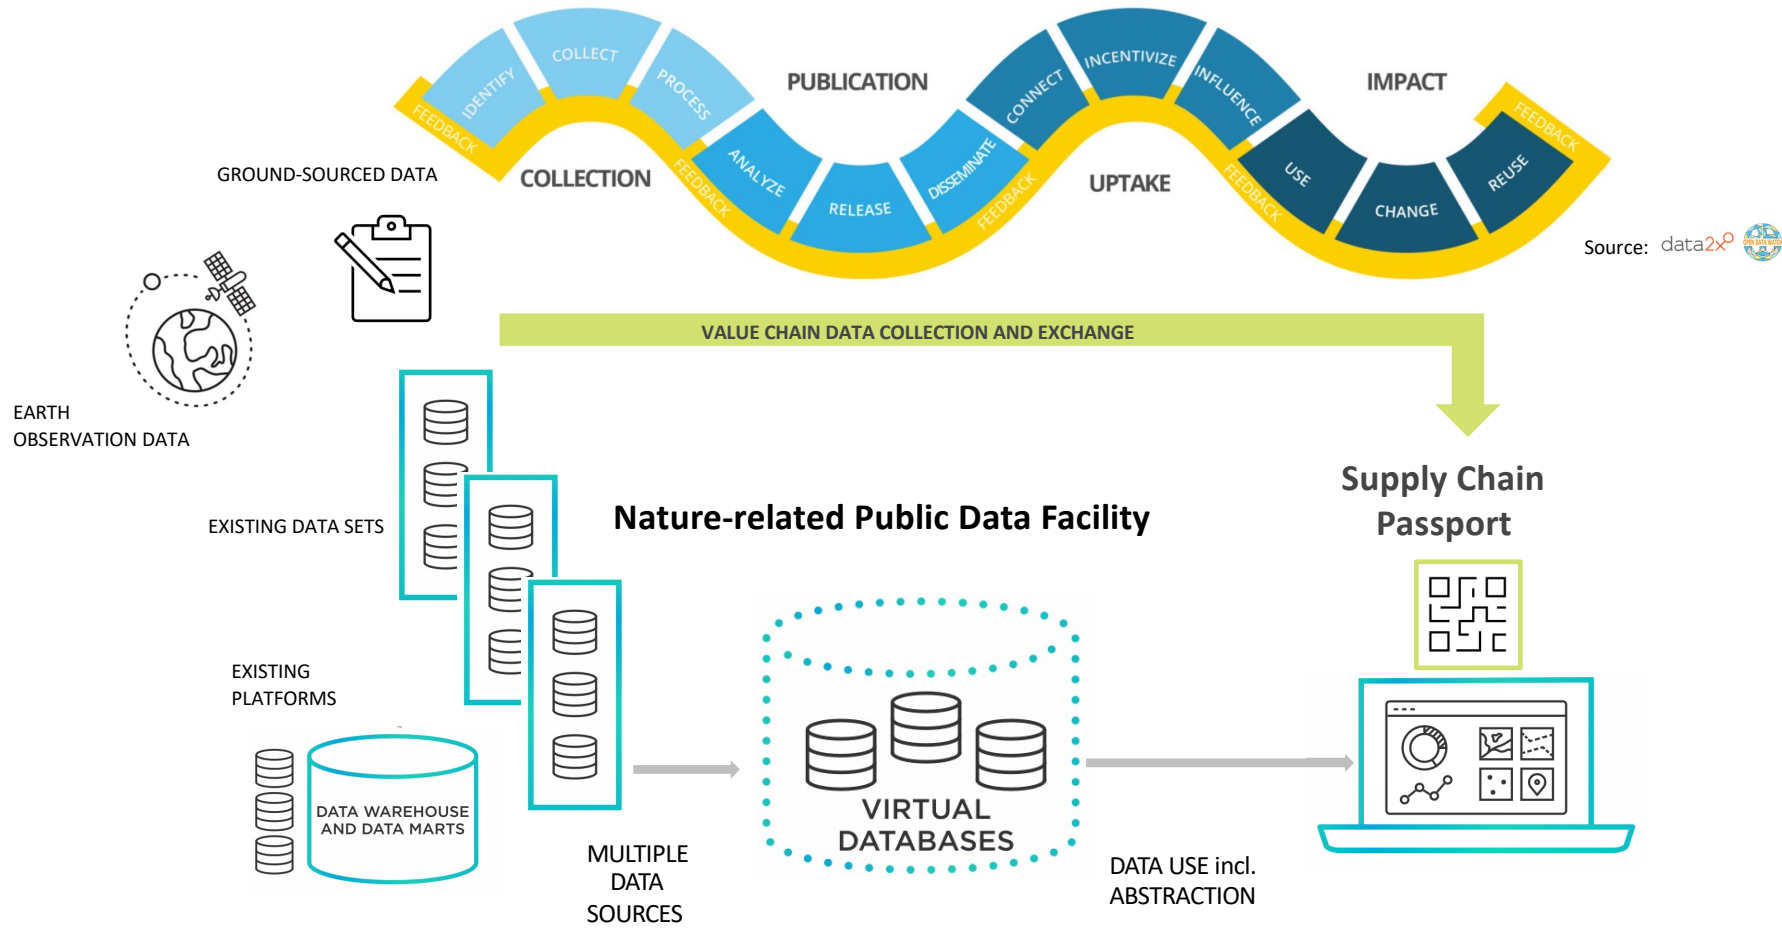 IDENTIFY
COLLECT
PROCESS
ANALYZE
RELEASE
DISSEMINATE
CONNECT
INCENTIVIZE
INFLUENCE
USE
CHANGE
REUSE
FEEDBACK
FEEDBACK
FEEDBACK
FEEDBACK
FEEDBACK
COLLECTION
PUBLICATION
UPTAKE
IMPACT
Source: data2x
OPEN DATA WATCH
GROUND-SOURCED DATA
VALUE CHAIN DATA COLLECTION AND EXCHANGE
EARTH
OBSERVATION DATA
EXISTING DATA SETS
Nature-related Public Data Facility
Supply Chain
Passport
EXISTING
PLATFORMS
DATA WAREHOUSE
AND DATA MARTS
MULTIPLE
DATA
SOURCES
VIRTUAL
DATABASES
DATA USE incl.
ABSTRACTION